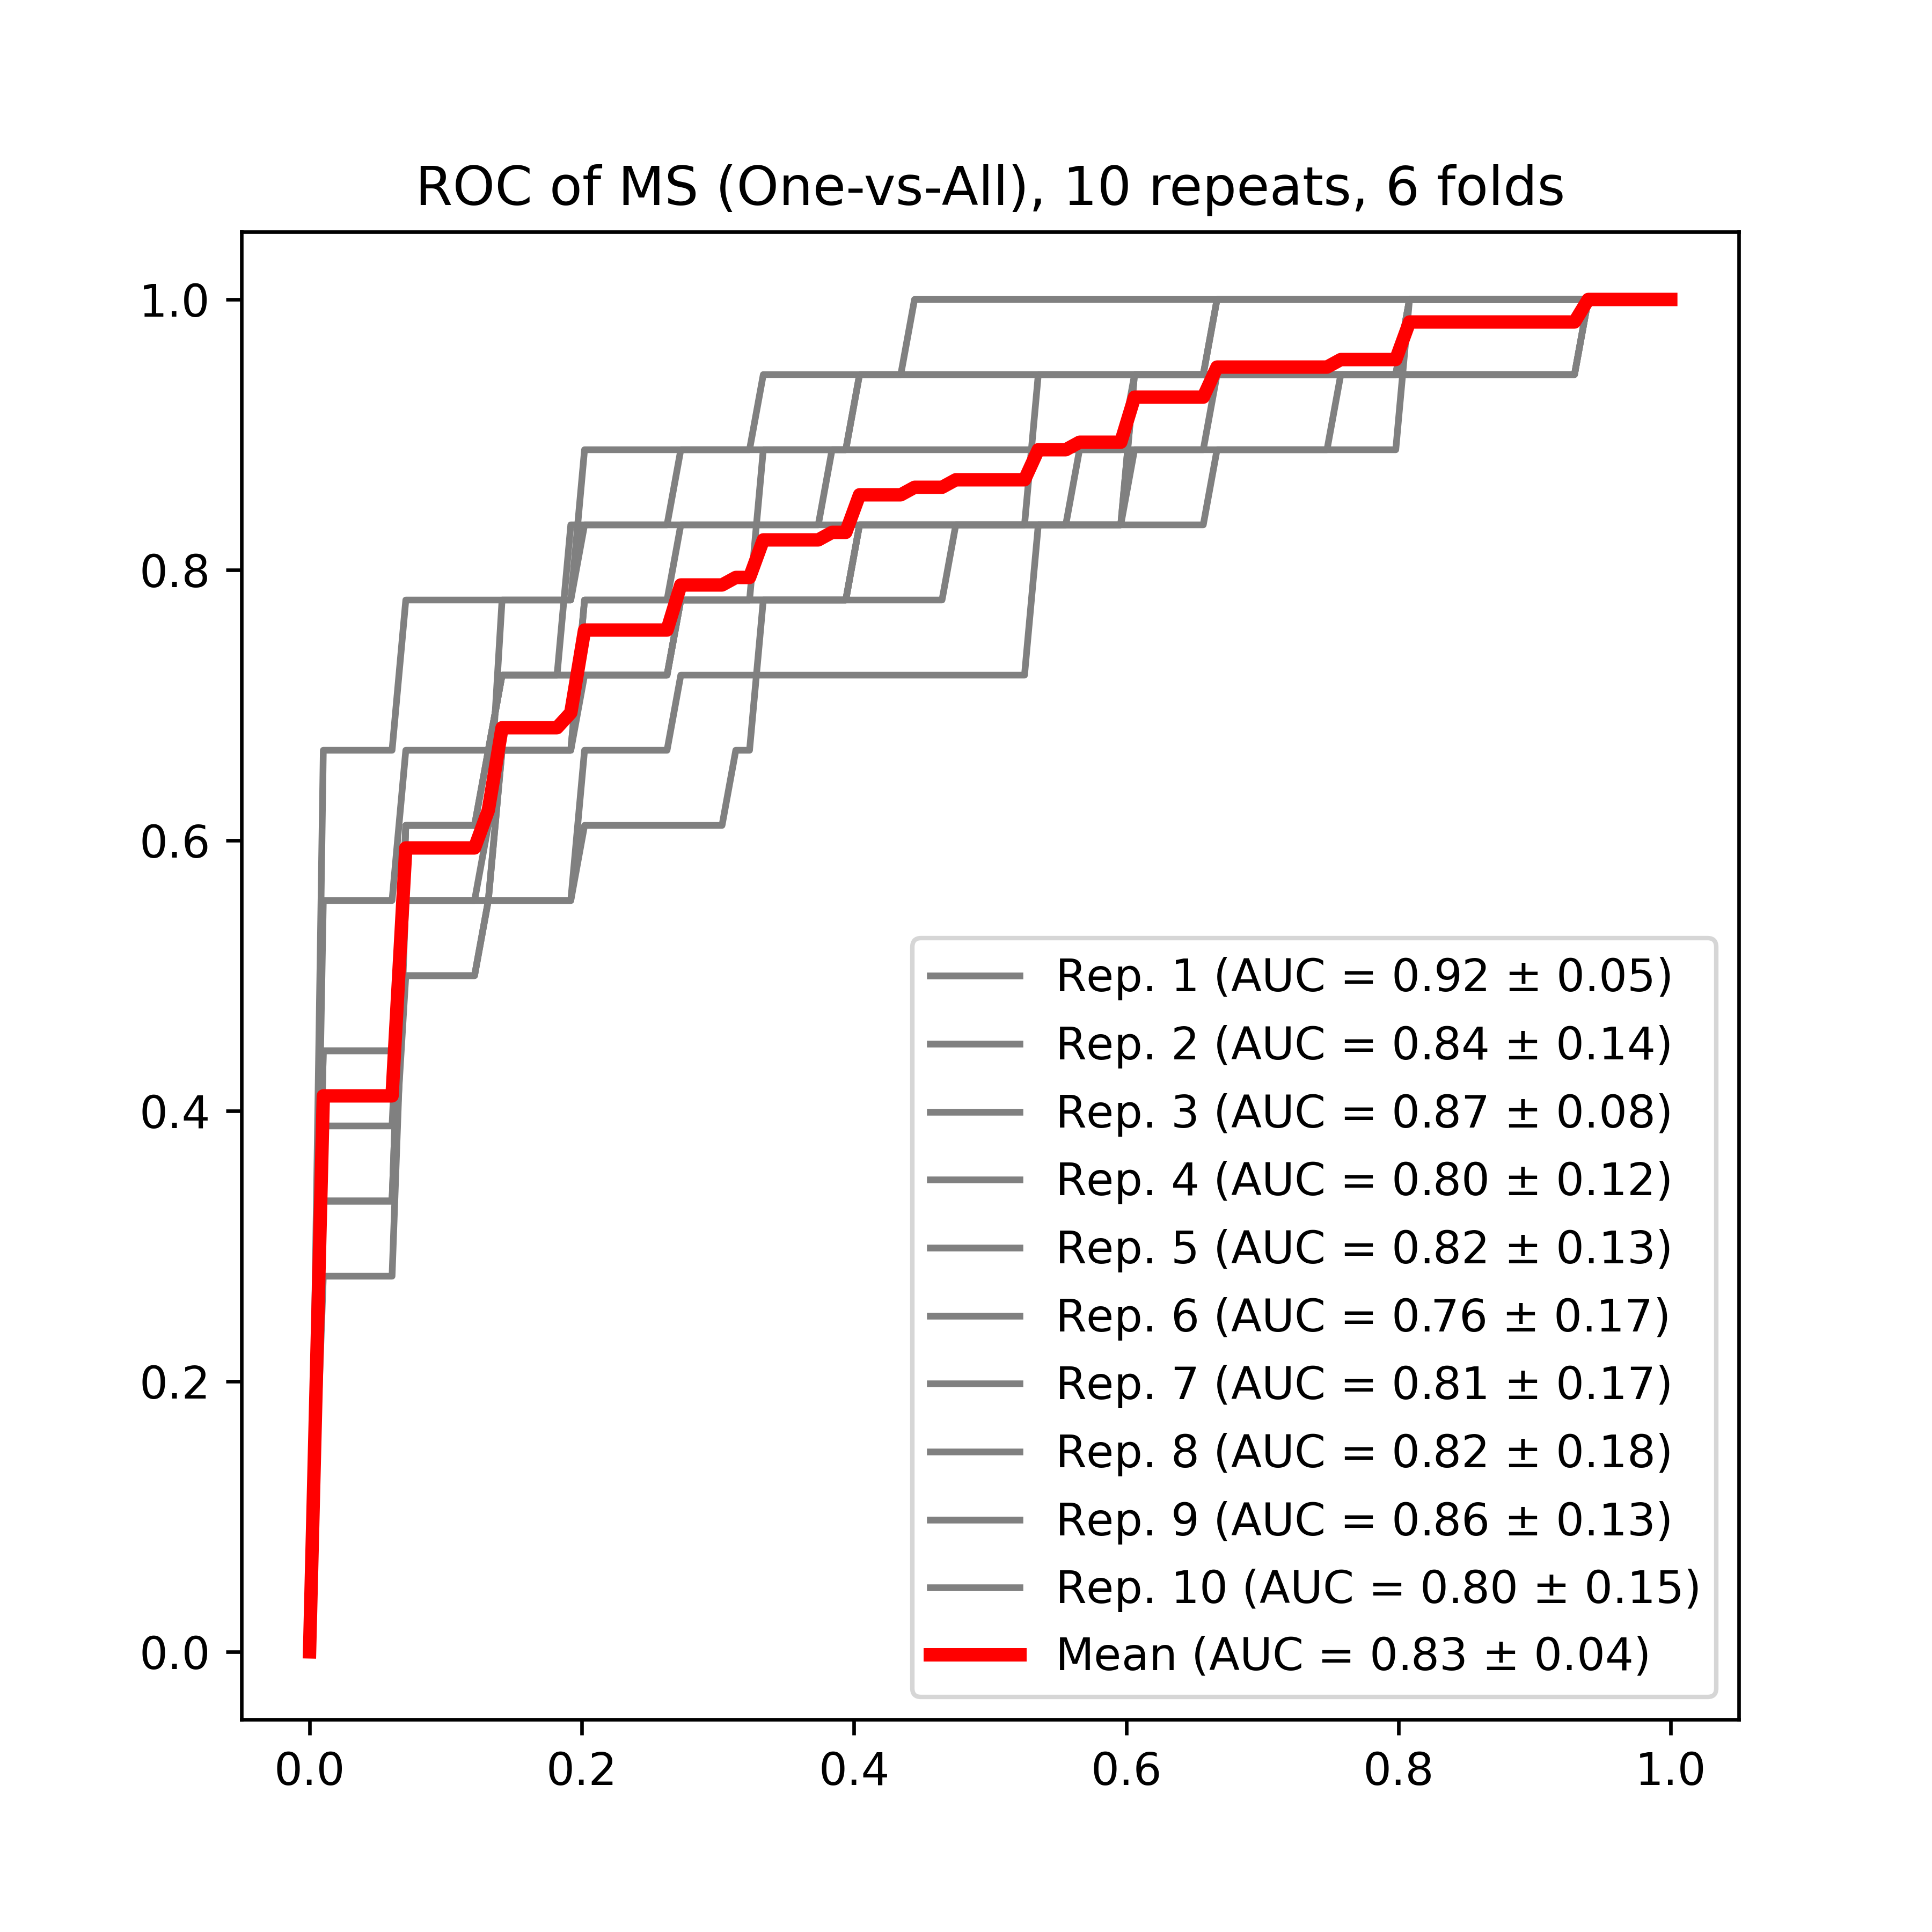 ROC of MS (One-vs-All), 10 repeats, 6 folds
1.0
0.8
0.6
0.4
0.2
0.0
Rep. 1 (AUC = 0.92 ± 0.05)
Rep. 2 (AUC = 0.84 ± 0.14)
Rep. 3 (AUC = 0.87 ± 0.08)
Rep. 4 (AUC = 0.80 ± 0.12)
Rep. 5 (AUC = 0.82 ± 0.13)
Rep. 6 (AUC = 0.76 ± 0.17)
Rep. 7 (AUC = 0.81 ± 0.17)
Rep. 8 (AUC = 0.82 ± 0.18)
Rep. 9 (AUC = 0.86 ± 0.13)
Rep. 10 (AUC = 0.80 ± 0.15)
Mean (AUC = 0.83 ± 0.04)
0.0 0.2 0.4 0.6 0.8 1.0